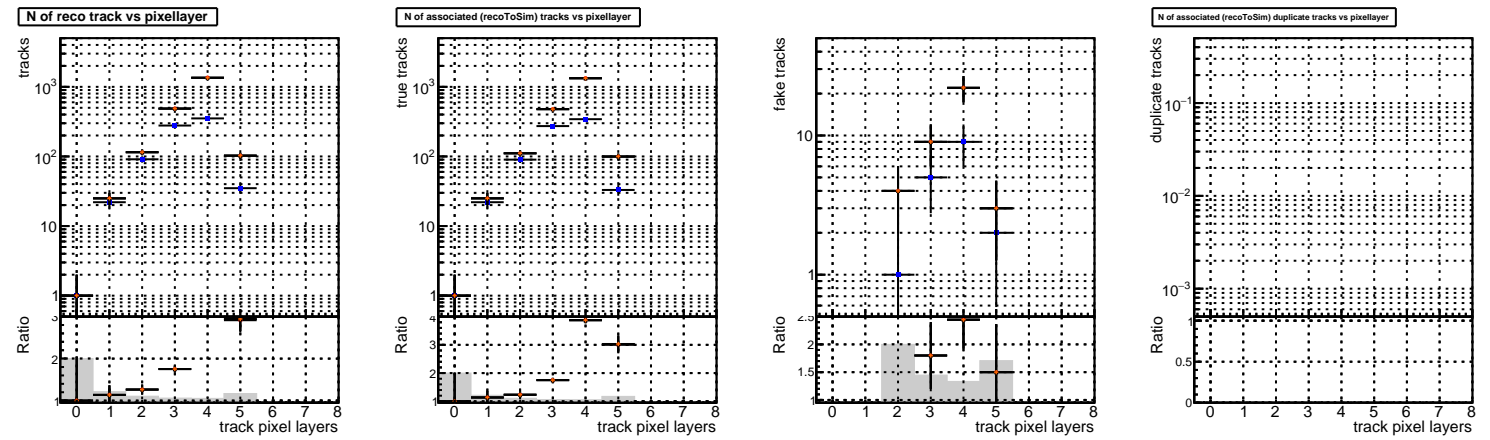 N of reco track vs pixellayer
tracks
10³
10²
10
1
Ratio
3
2
1
0 1 2 3 4 5 6 7 8
track pixel layers
N of associated (recoToSim) tracks vs pixellayer
true tracks
10³
10²
10
1
Ratio
4
3
2
1
0 1 2 3 4 5 6 7 8
track pixel layers
fake tracks
10
1
Ratio
2.5
2
1.5
1
0 1 2 3 4 5 6 7 8
track pixel layers
N of associated (recoToSim) duplicate tracks vs pixellayer
duplicate tracks
10⁻¹
10⁻²
10⁻³
Ratio
1
0.5
0
0 1 2 3 4 5 6 7 8
track pixel layers